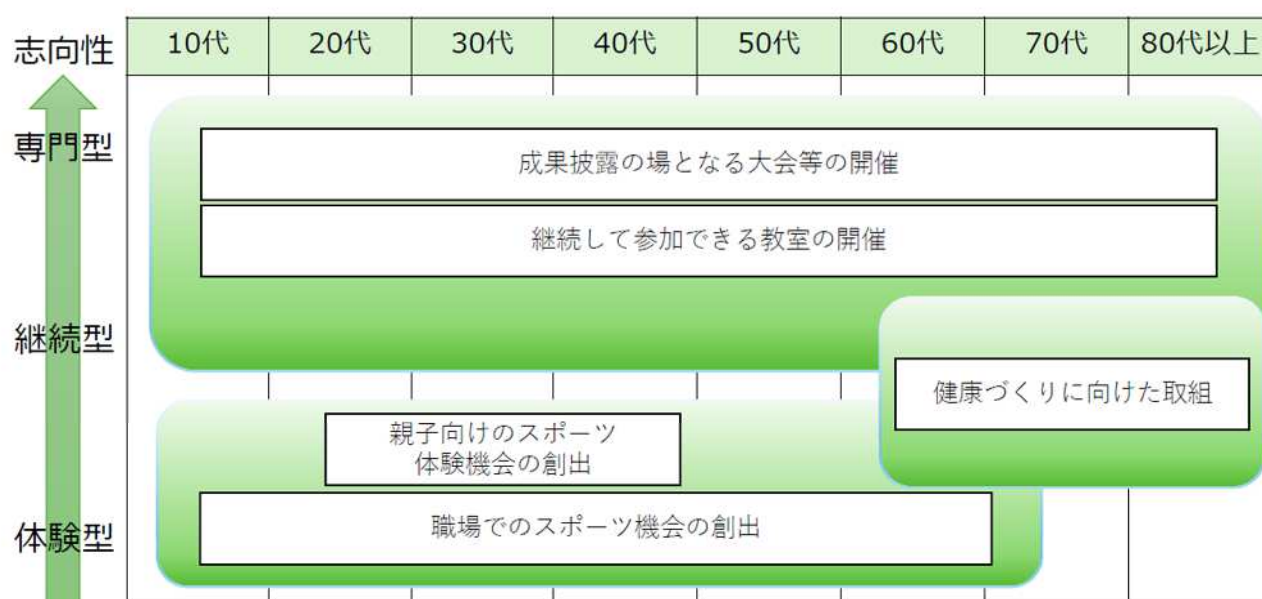 志向性
10代
20代
30代
40代
50代
60代
70代
80代以上
専門型
成果披露の場となる大会等の開催
継続して参加できる教室の開催
継続型
健康づくりに向けた取組
親子向けのスポーツ
体験機会の創出
体験型
職場でのスポーツ機会の創出